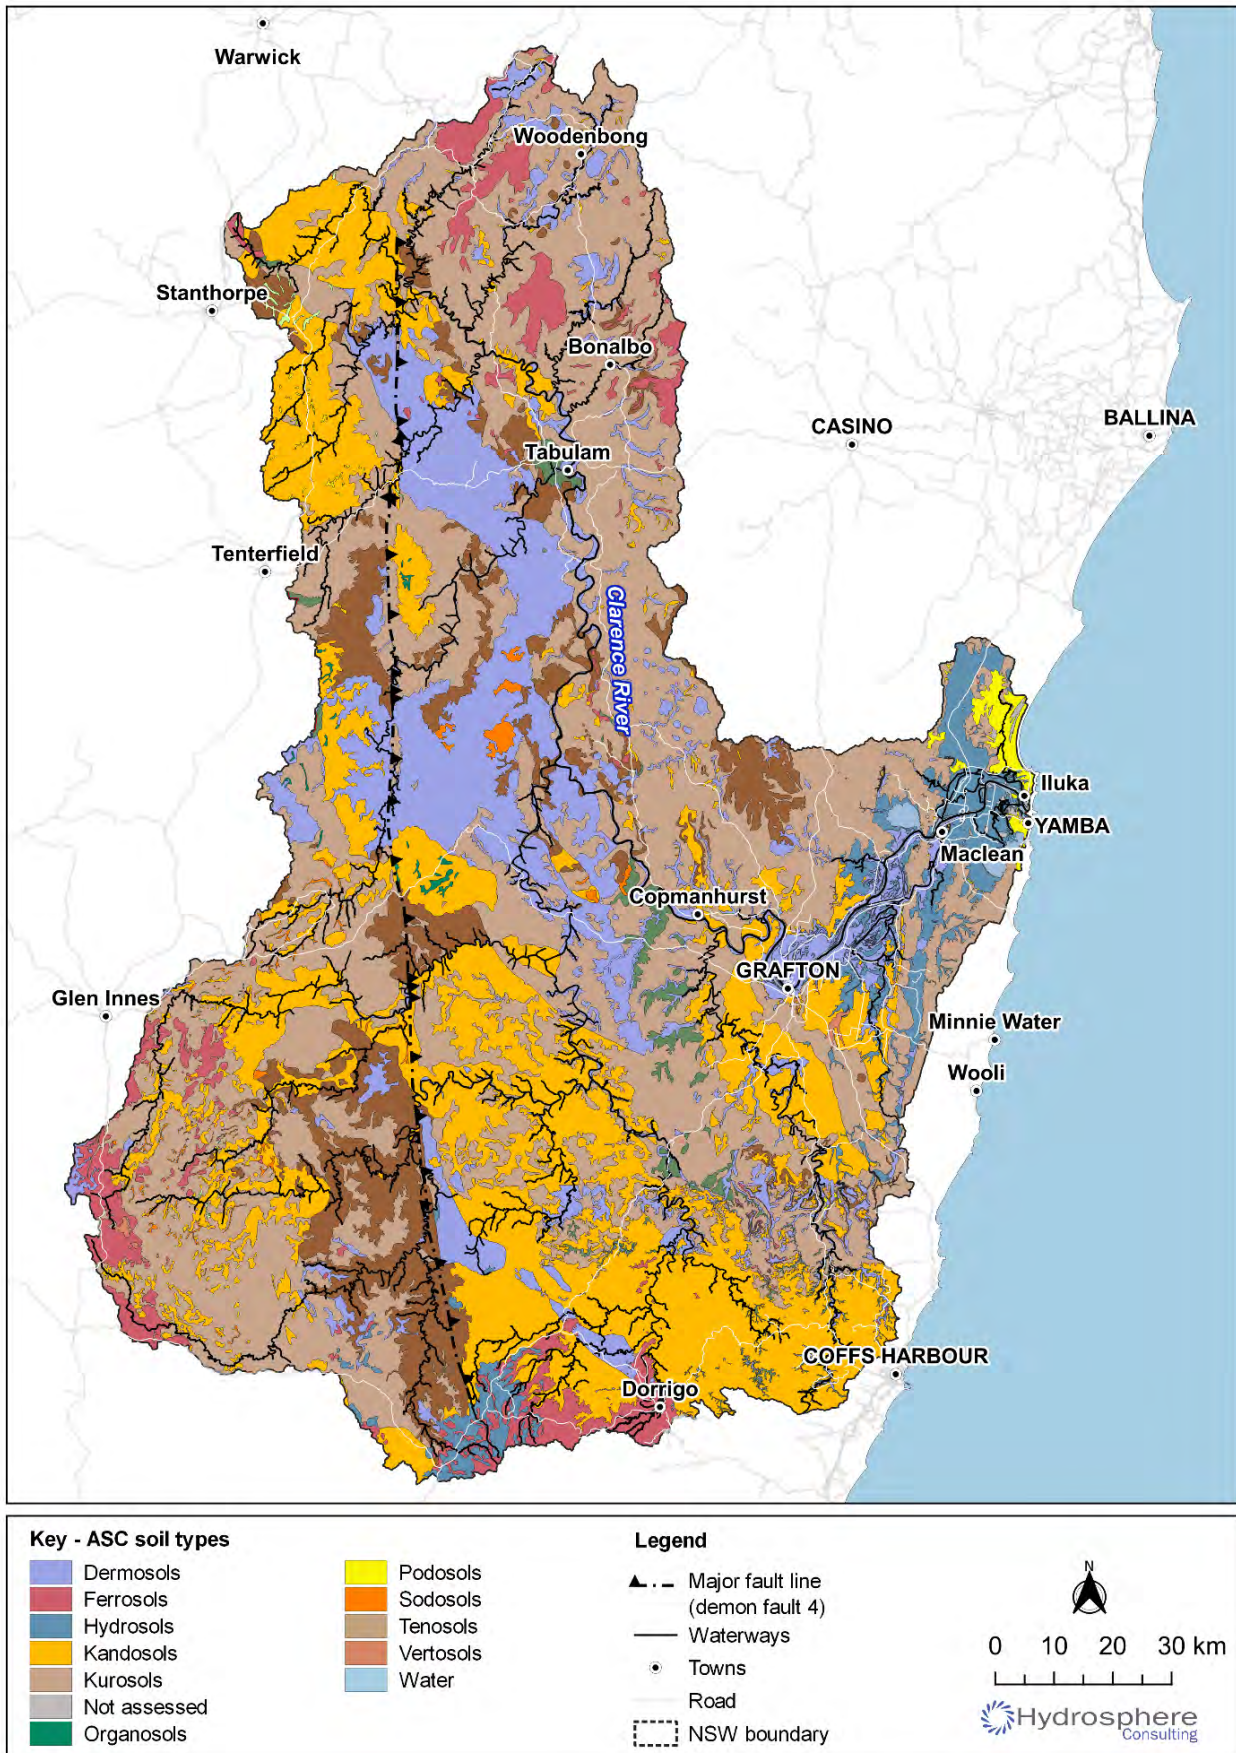 Warwick
Woodenbong
Stanthorpe
Bonalbo
CASINO
BALLINA
Tabulam
Tenterfield
Clarence River
Iluka
YAMBA
Maclean
Copmanhurst
GRAFTON
Glen Innes
Minnie Water
Wooli
COFFS HARBOUR
Dorrigo
Key - ASC soil types
Dermosols
Ferrosols
Hydrosols
Kandosols
Kurosols
Not assessed
Organosols
Podosols
Sodosols
Tenosols
Vertosols
Water
Legend
Major fault line
(demon fault 4)
Waterways
Towns
Road
NSW boundary
N
0 10 20 30 km
Hydrosphere
Consulting